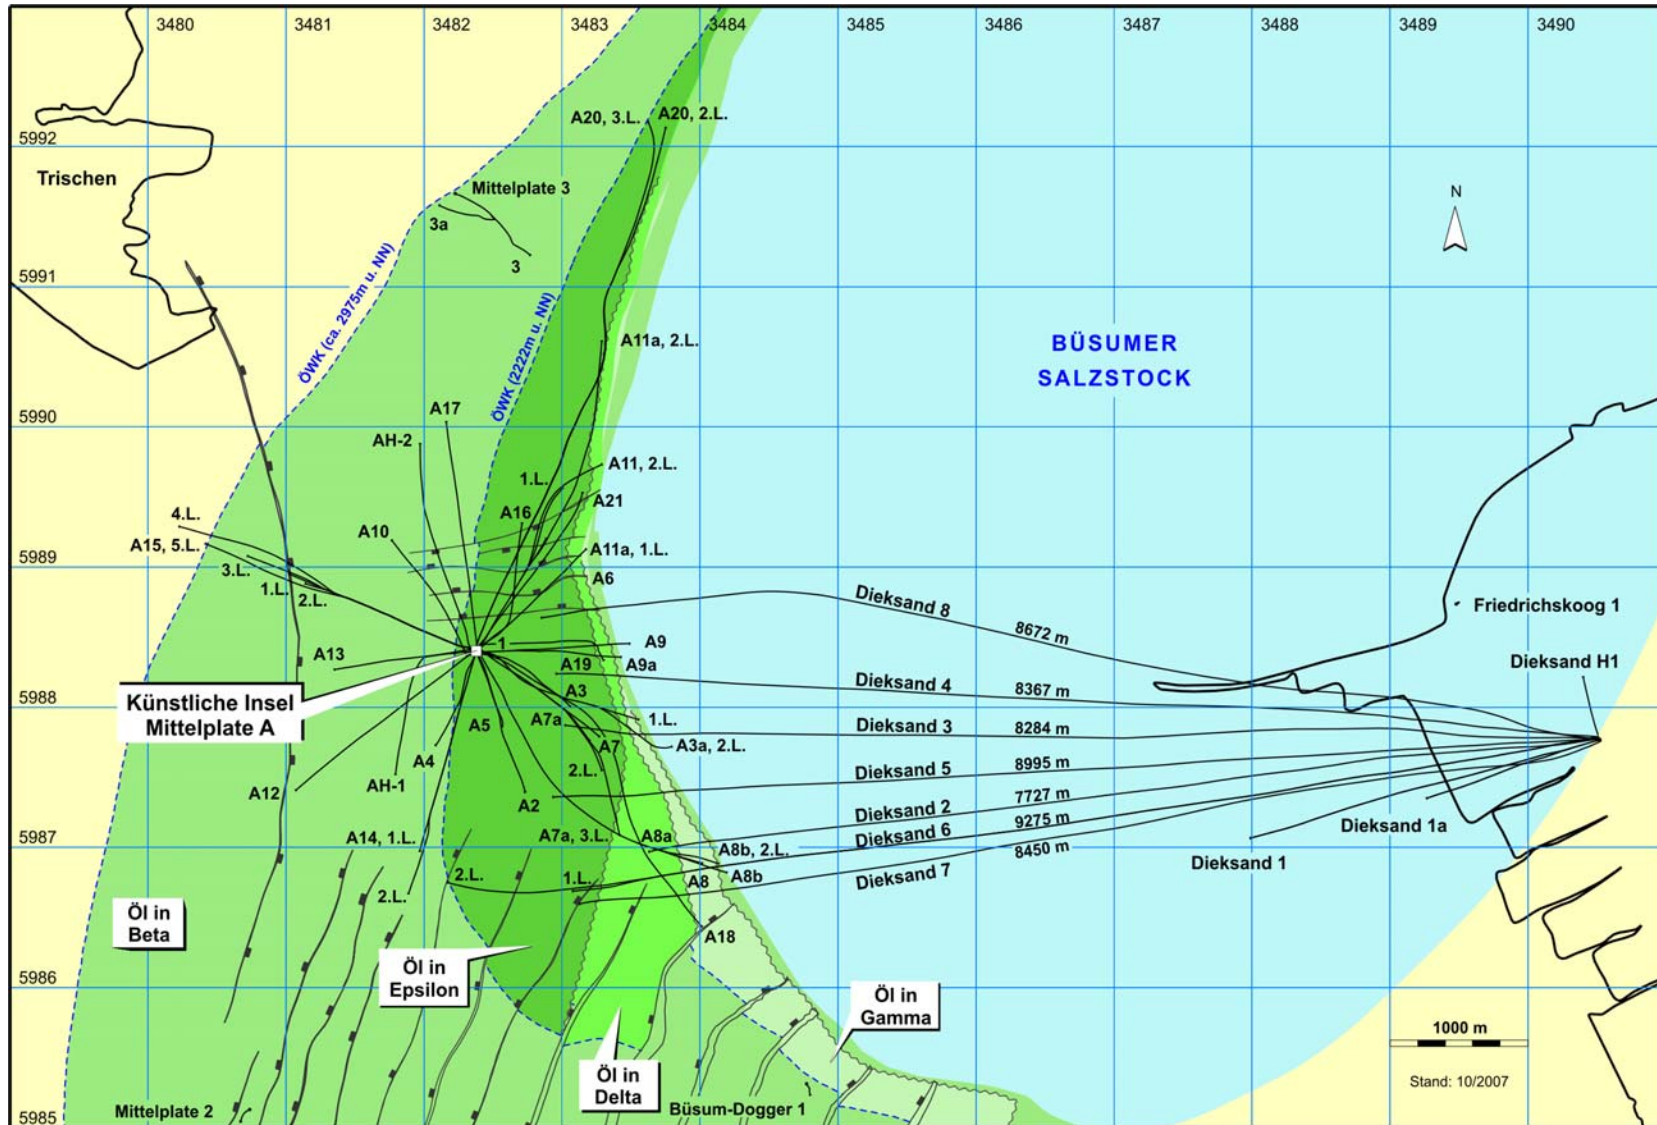 3480 3481 3482 3483 3484 3485 3486 3487 3488 3489 3490
A20, 3.L. A20, 2.L.
5992
Trischen
Mittelplate 3
N
3a
3
Dieksand H1
5991
ÖWK (ca. 2975m u. NN)
ÖWK (2222m u. NN)
A11a, 2.L.
BÜSUMER
SALZSTOCK
5990
A17
AH-2
A11, 2.L.
1.L.
A21
A16
4.L.
A10
A15, 5.L.
A11a, 1.L.
5989
3.L.
1.L.
2.L.
A6
Dieksand 8
8672 m
Friedrichskoog 1
1
A9
A13
A19
A9a
Künstliche Insel
Mittelplate A
5988
A3
Dieksand 4
8367 m
A5
A7a
1.L.
Dieksand 3
8284 m
A4
A7
A3a, 2.L.
2.L.
Dieksand 5
8995 m
A12
AH-1
A2
Dieksand 2
7727 m
5987
A14, 1.L.
A7a, 3.L.
A8a
Dieksand 6
9275 m
Dieksand 1a
A8b, 2.L.
8450 m
A8b
Dieksand 7
Dieksand 1
2.L.
1.L.
A8
2.L.
Öl in
Beta
A18
5986
Öl in
Epsilon
Öl in
Gamma
1000 m
Öl in
Delta
Stand: 10/2007
5985
Mittelplate 2
Büsum-Dogger 1